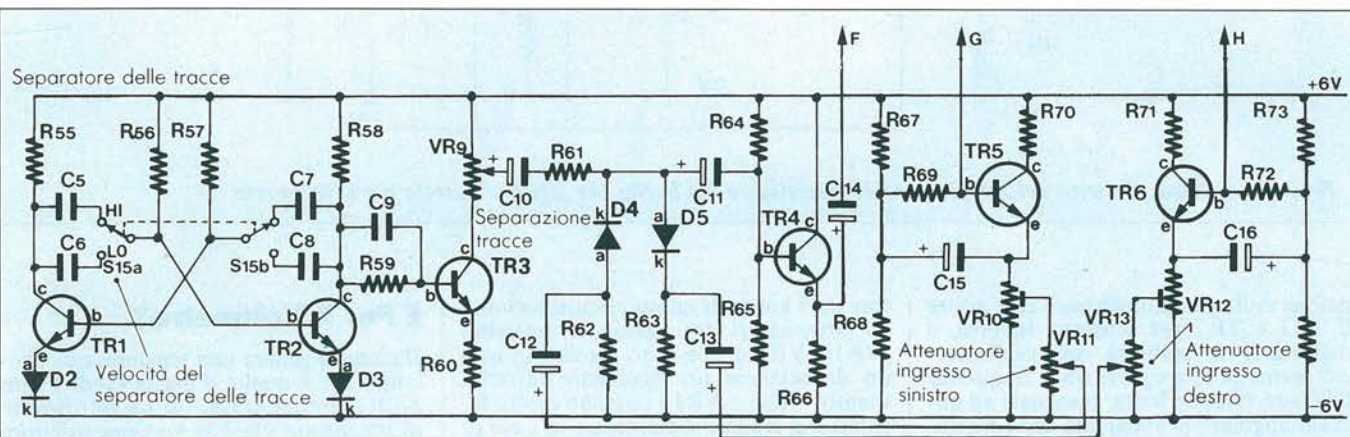 F
G
H
Separatore delle tracce
+6V
R55
R56
R57
R58
VR9
R61
R64
R67
R70
R71
R73
C5
HI
C7
C9
C10
C11
TR4
C14
R69
TR5
TR6
R72
b
c
e
Separazione
tracce
D4
k
a
D5
a
k
C6
LO
S15a
S15b
C8
R59
TR3
b
c
e
C15
C16
TR1
TR2
c
b
e
a
c
b
e
a
R62
R63
R65
R68
VR10
VR11
VR13
VR12
D2
k
Velocità del
separatore delle tracce
D3
k
R60
C12
C13
R66
Attenuatore
ingresso
sinistro
Attenuatore
ingresso
destro
-6V